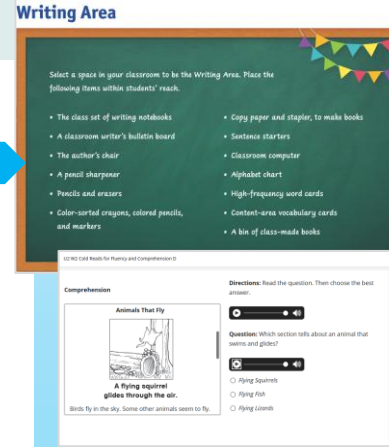 Writing Area
Select a space in your classroom to be the Writing Area. Place the
following items within students' reach.
• The class set of writing notebooks
• A classroom writer's bulletin board
• The author's chair
• A pencil sharpener
• Pencils and erasers
• Color-sorted crayons, colored pencils,
and markers
• Copy paper and stapler, to make books
• Sentence starters
• Classroom computer
• Alphabet chart
• High-frequency word cards
• Content-area vocabulary cards
• A bin of class-made books
U2 W2 Cold Reads for Fluency and Comprehension D
Comprehension
Animals That Fly
A flying squirrel
glides through the air.
Birds fly in the sky. Some other animals seem to fly.
Directions: Read the question. Then choose the best
answer.
Question: Which section tells about an animal that
swims and glides?
Flying Squirrels
Flying Fish
Flying Lizards